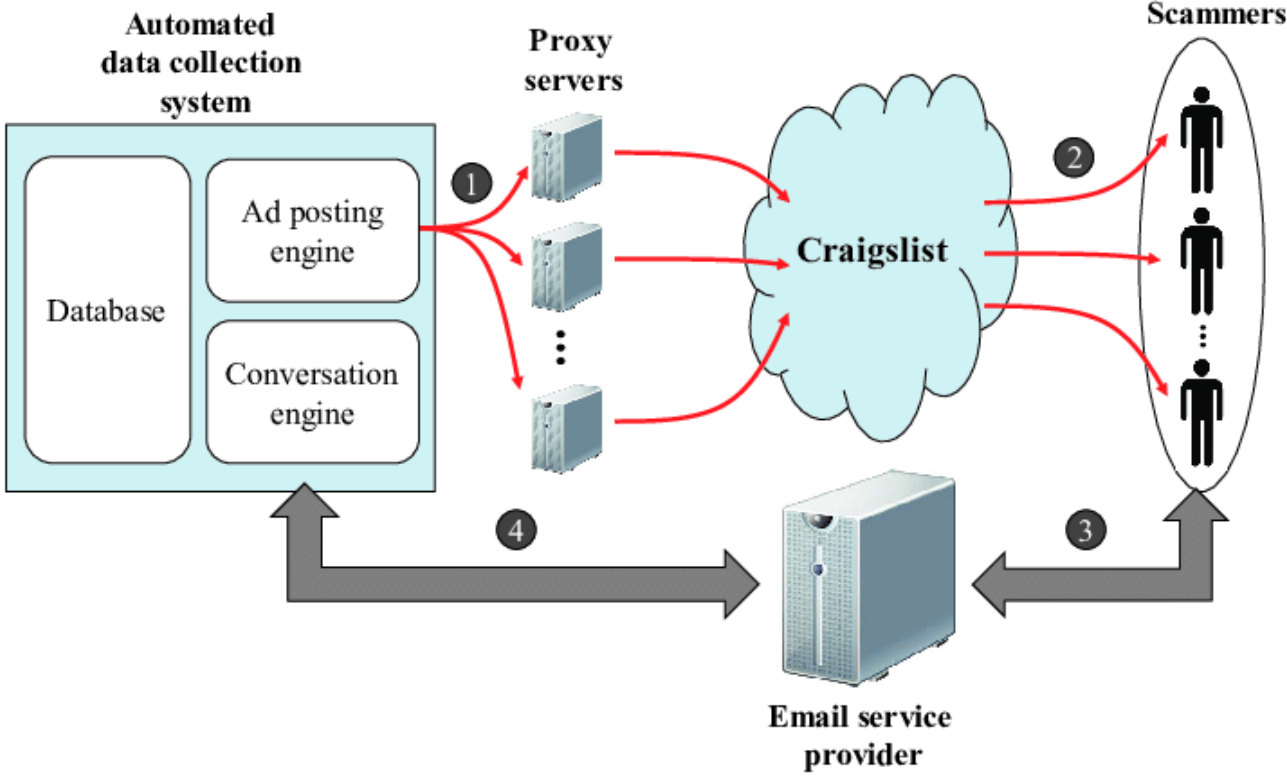 Automated
data collection
system
Proxy
servers
Scammers
Database
Ad posting
engine
Conversation
engine
1
2
Craigslist
4
3
Email service
provider